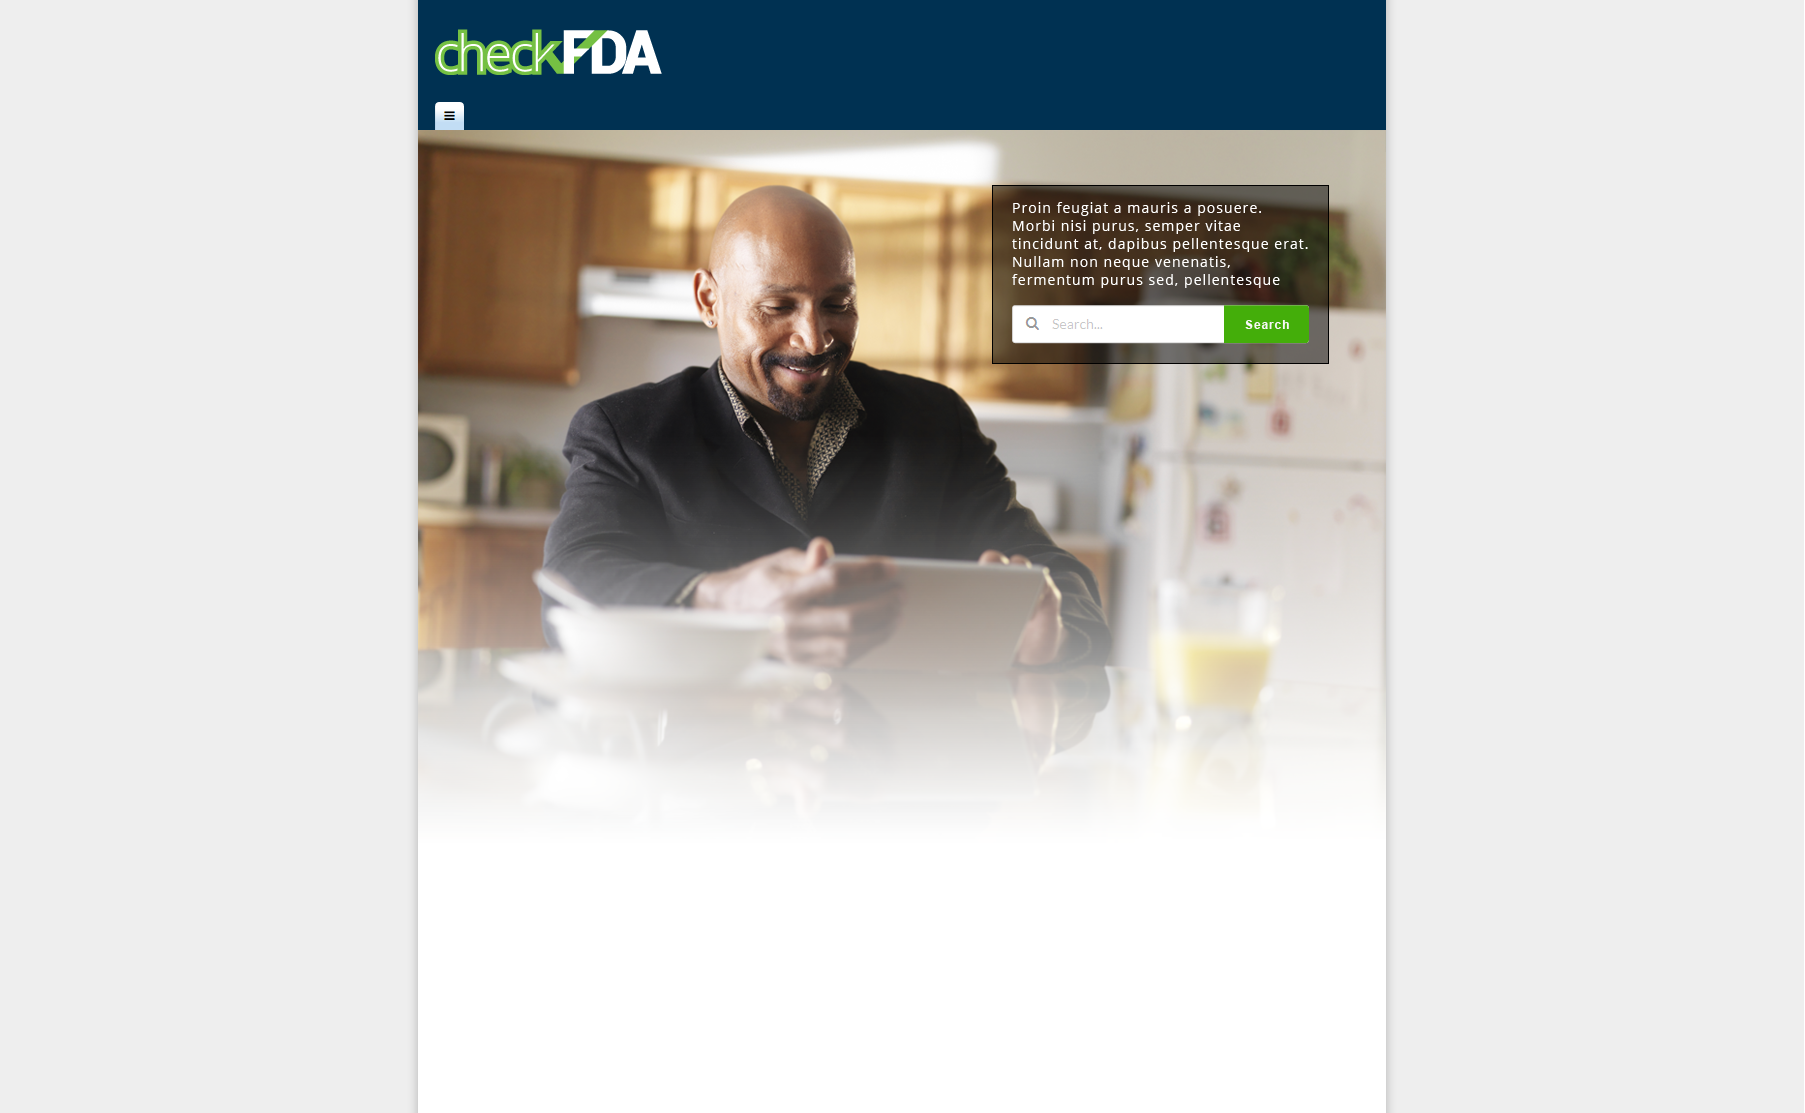 checkFDA
Proin feugiat a mauris a posuere.
Morbi nisi purus, semper vitae
tincidunt at, dapibus pellentesque erat.
Nullam non neque venenatis,
fermentum purus sed, pellentesque
Search...
Search